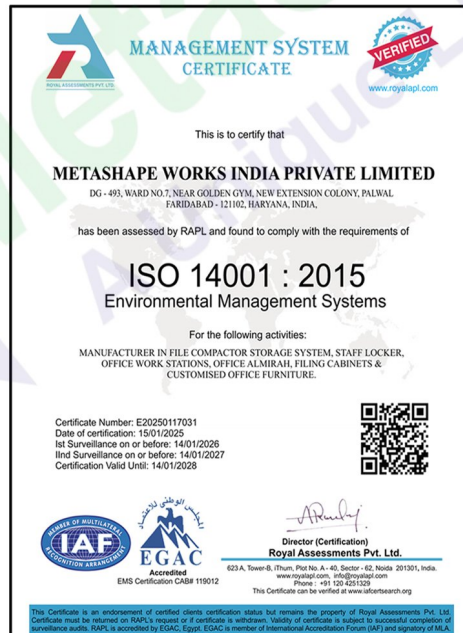 MANAGEMENT SYSTEM
CERTIFICATE
ROYAL ASSESSMENTS PVT. LTD.
VERIFIED
www.royalapl.com
This is to certify that
METASHAPE WORKS INDIA PRIVATE LIMITED
DG - 493, WARD NO.7, NEAR GOLDEN GYM, NEW EXTENSION COLONY, PALWAL
FARIDABAD - 121102, HARYANA, INDIA,
has been assessed by RAPL and found to comply with the requirements of
ISO 14001 : 2015
Environmental Management Systems
For the following activities:
MANUFACTURER IN FILE COMPACTOR STORAGE SYSTEM, STAFF LOCKER,
OFFICE WORK STATIONS, OFFICE ALMIRAH, FILING CABINETS &
CUSTOMISED OFFICE FURNITURE.
Certificate Number: E20250117031
Date of certification: 15/01/2025
Ist Surveillance on or before: 14/01/2026
IInd Surveillance on or before: 14/01/2027
Certification Valid Until: 14/01/2028
MEMBER OF MULTILATERAL
IAF
RECOGNITION ARRANGEMENT
المجلس الوطني للاعتماد
EGAC
Accredited
EMS Certification CAB# 119012
Director (Certification)
Royal Assessments Pvt. Ltd.
623 A, Tower-B, iThum, Plot No. A - 40, Sector - 62, Noida 201301, India.
www.royalapl.com, info@royalapl.com
Phone : +91 120 4251329
This Certificate can be verified at www.iafcertsearch.org
This Certificate is an endorsement of certified clients certification status but remains the property of Royal Assessments Pvt. Ltd.
Certificate must be returned on RAPL's request or if certificate is withdrawn. Validity of certificate is subject to successful completion of
surveillance audits. RAPL is accredited by EGAC, Egypt. EGAC is member of International Accreditation Forum (IAF) and signatory of MLA.